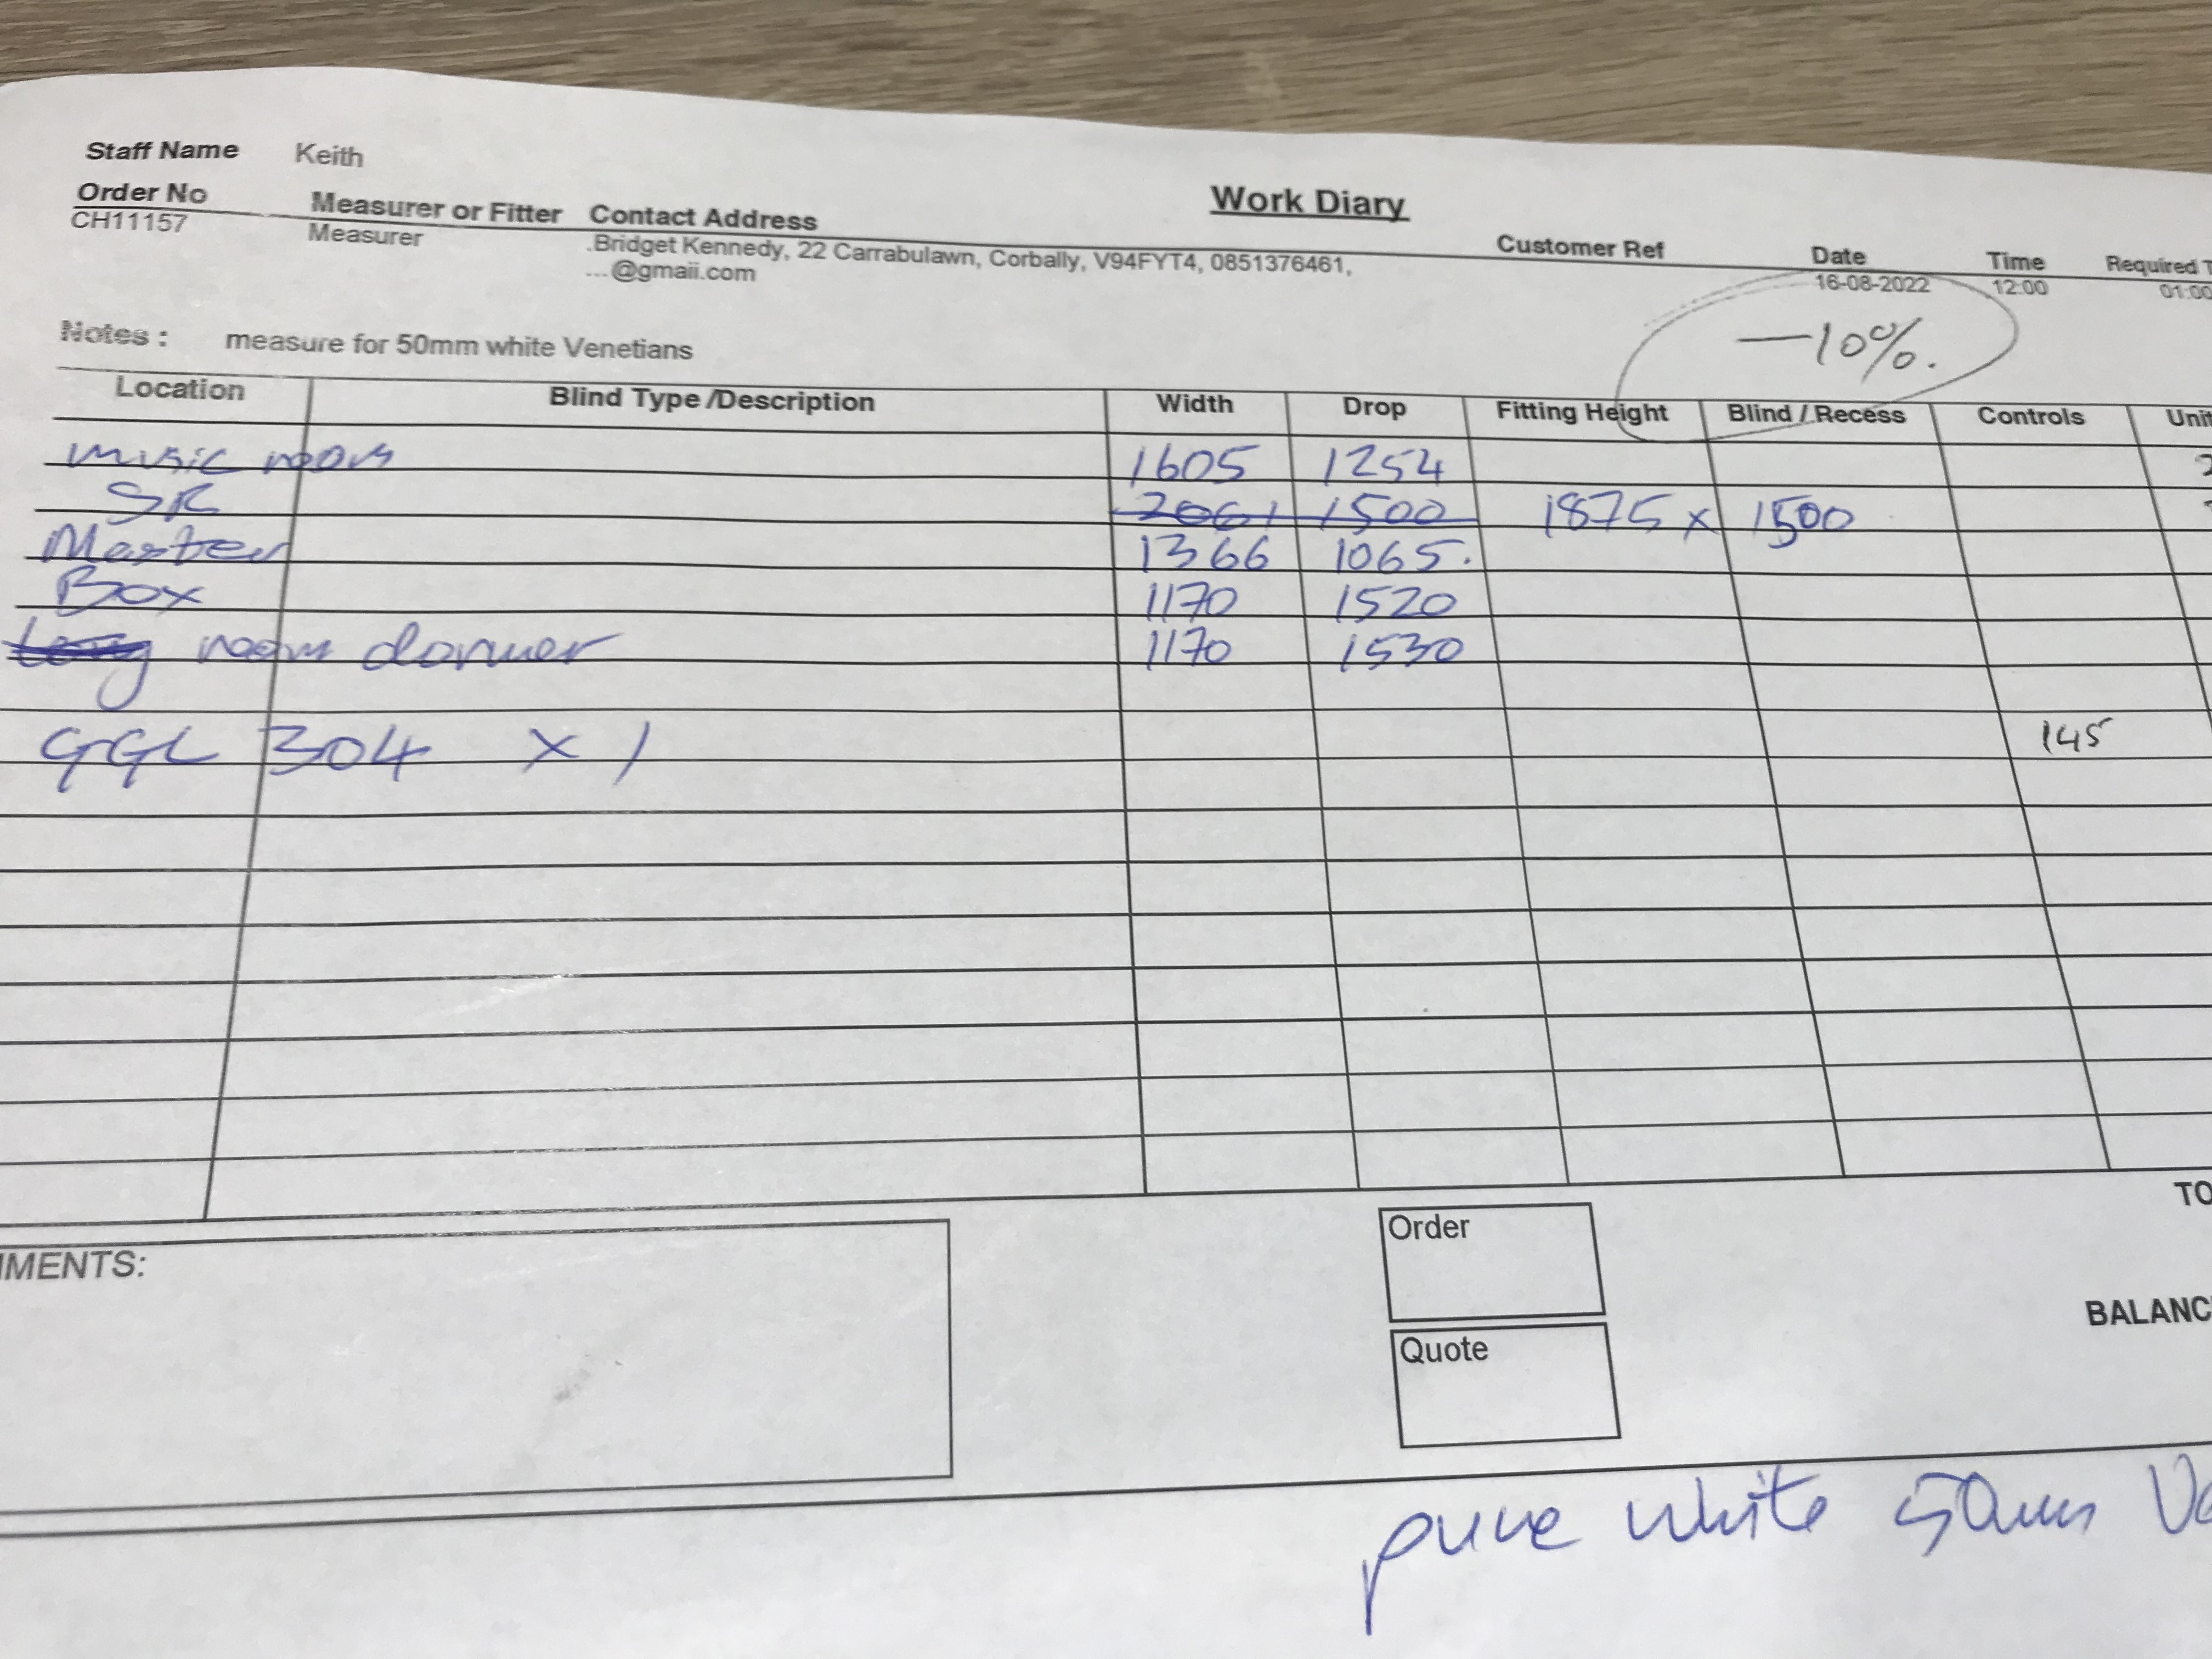 Staff Name Keith
Work Diary
Order No Measurer or Fitter Contact Address Customer Ref Date Time Required T
CH11157 Measurer .Bridget Kennedy, 22 Carrabulawn, Corbally, V94FYT4, 0851376461, 16-08-2022 12:00 01:00
...@gmail.com
Notes : measure for 50mm white Venetians
—10%.
Location Blind Type /Description Width Drop Fitting Height Blind / Recess Controls Unit
music room 1605 1254
SR 2061 1500 1875 x 1500
Master 1366 1065.
Box 1170 1520
room dormer 1170 1530
GGL 304 x 1 145
TO
Order
MENTS:
BALANC
Quote
pure white 50mm Ve